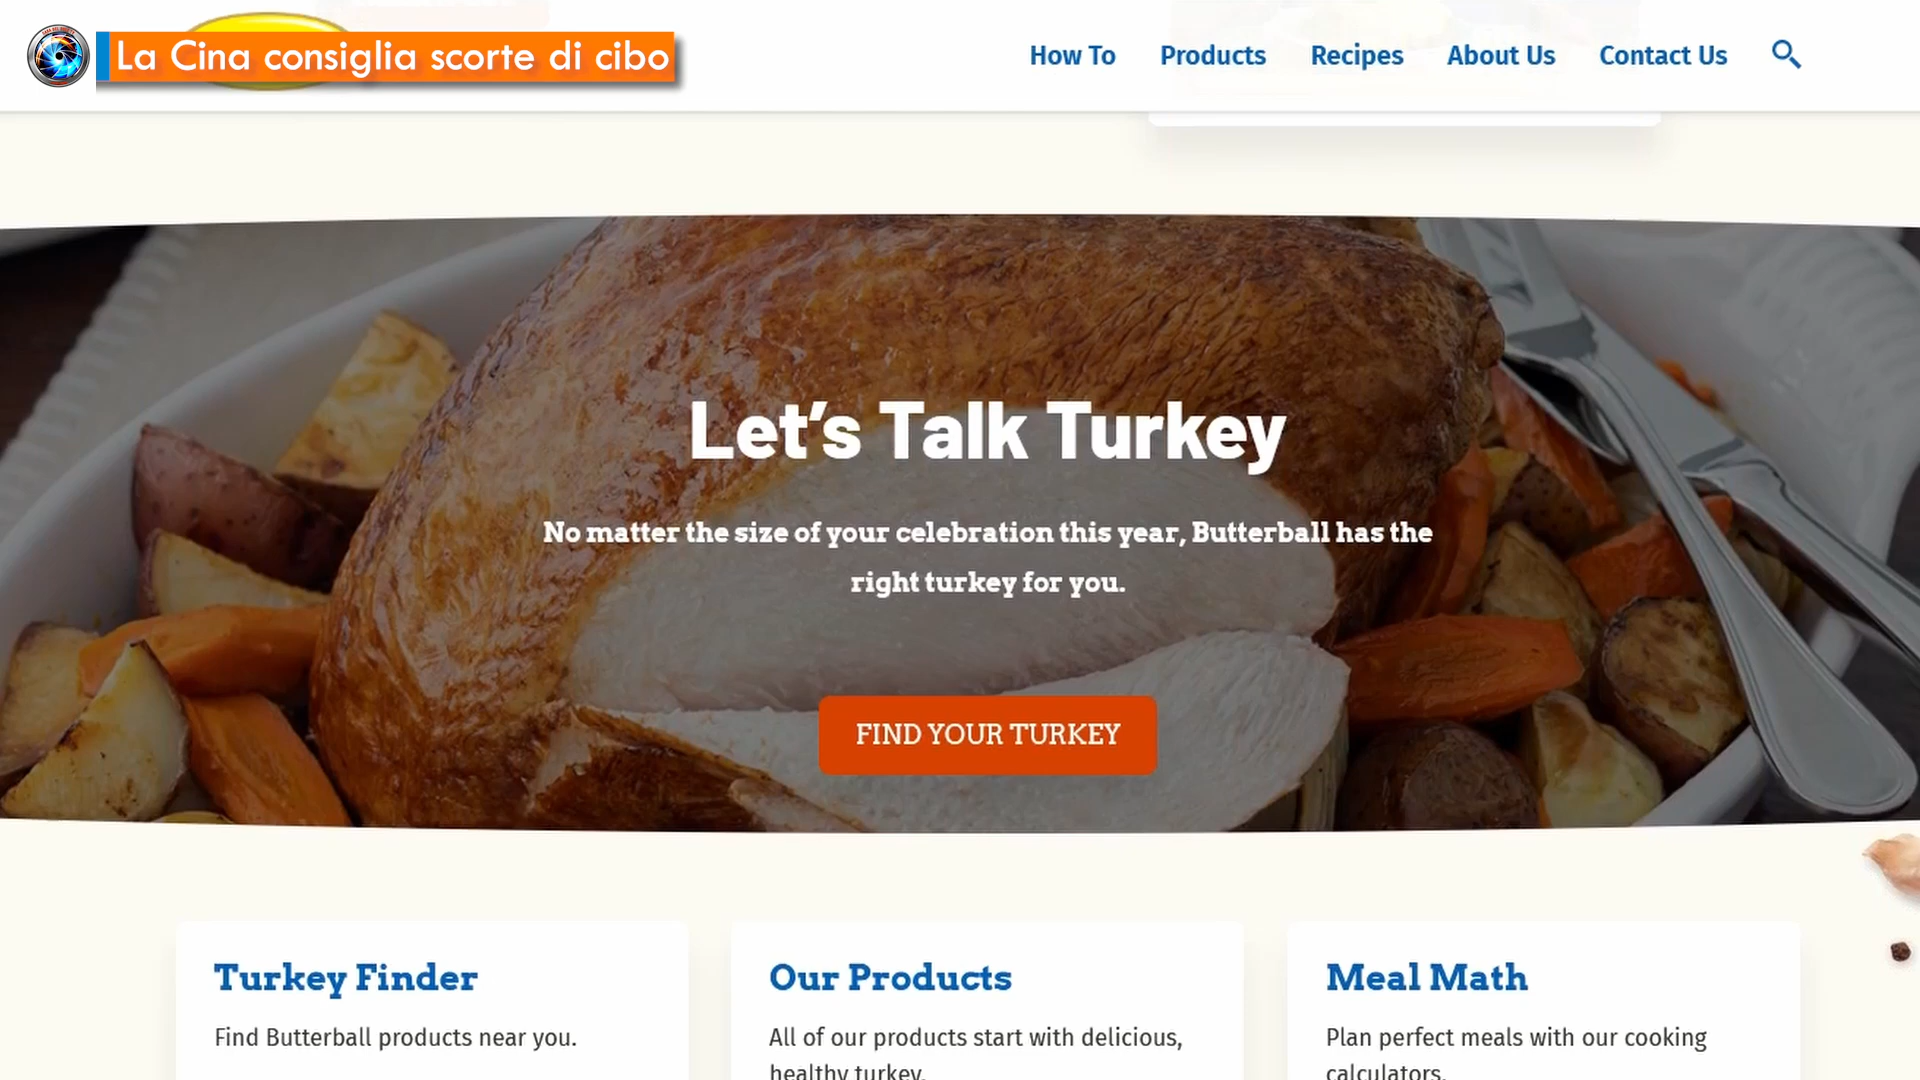 La Cina consiglia scorte di cibo
How To Products Recipes About Us Contact Us
Let's Talk Turkey
No matter the size of your celebration this year, Butterball has the
right turkey for you.
FIND YOUR TURKEY
Turkey Finder
Find Butterball products near you.
Our Products
All of our products start with delicious,
healthy turkey.
Meal Math
Plan perfect meals with our cooking
calculators.